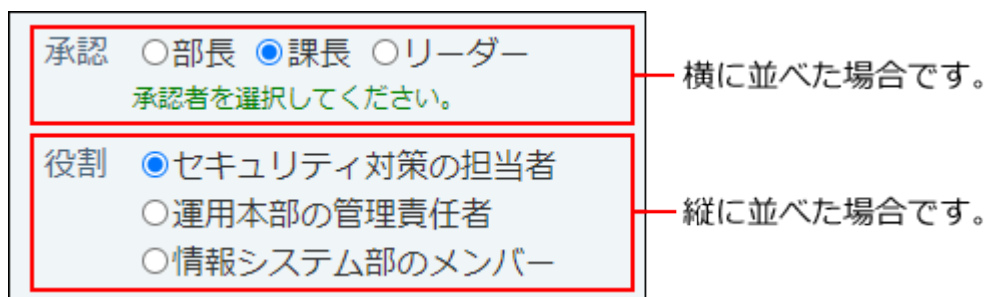 承認 ○部長 ◉課長 ○リーダー
承認者を選択してください。
横に並べた場合です。
役割 ◉セキュリティ対策の担当者
○運用本部の管理責任者
○情報システム部のメンバー
縦に並べた場合です。